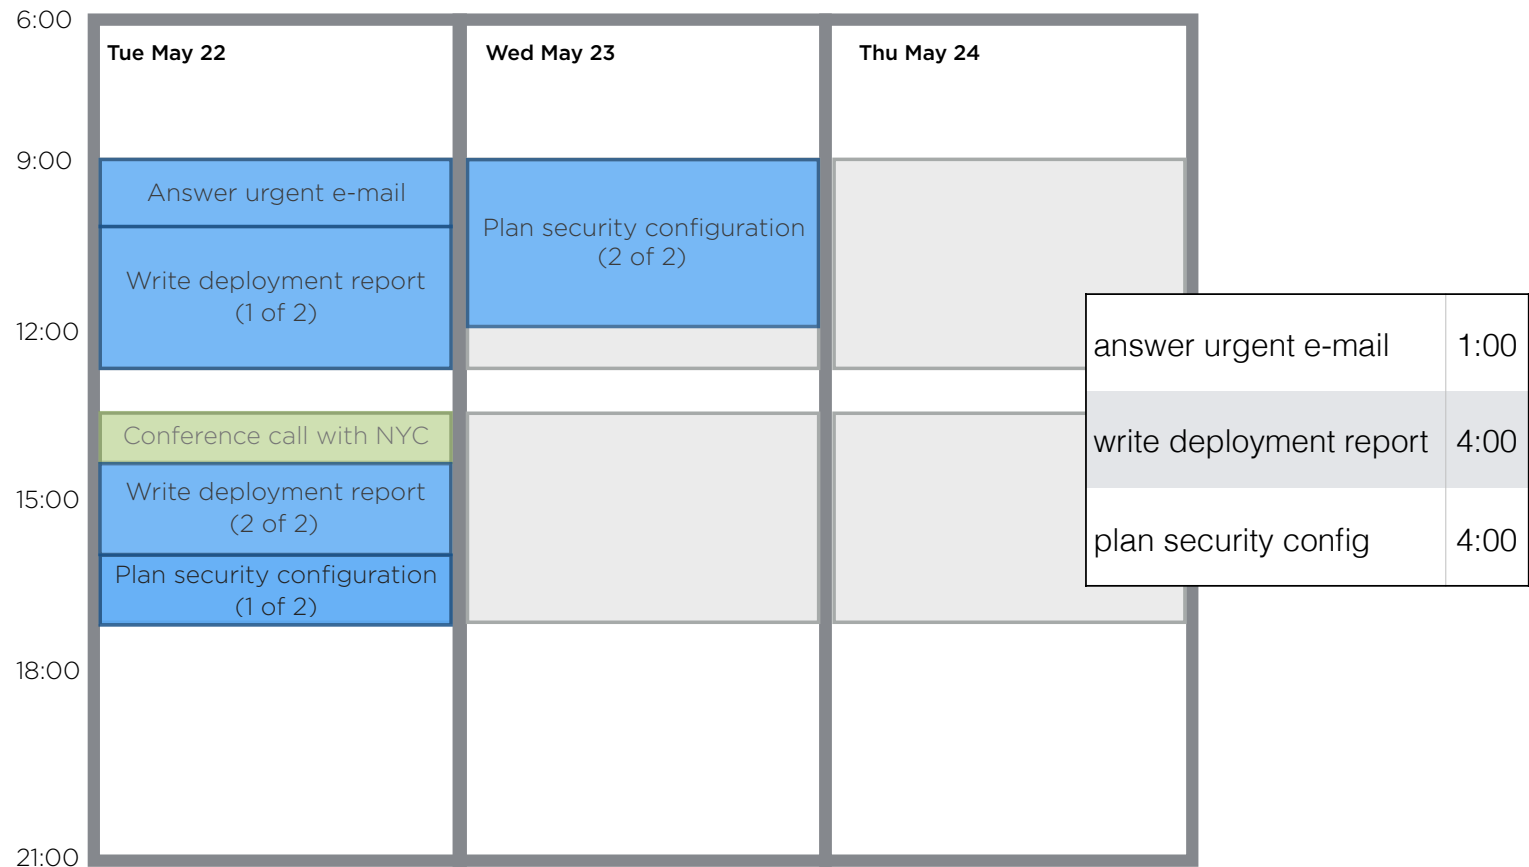 6:00
9:00
12:00
15:00
18:00
21:00
Tue May 22
Answer urgent e-mail
Write deployment report
(1 of 2)
Conference call with NYC
Write deployment report
(2 of 2)
Plan security configuration
(1 of 2)
Wed May 23
Plan security configuration
(2 of 2)
Thu May 24
answer urgent e-mail 1:00
write deployment report 4:00
plan security config 4:00